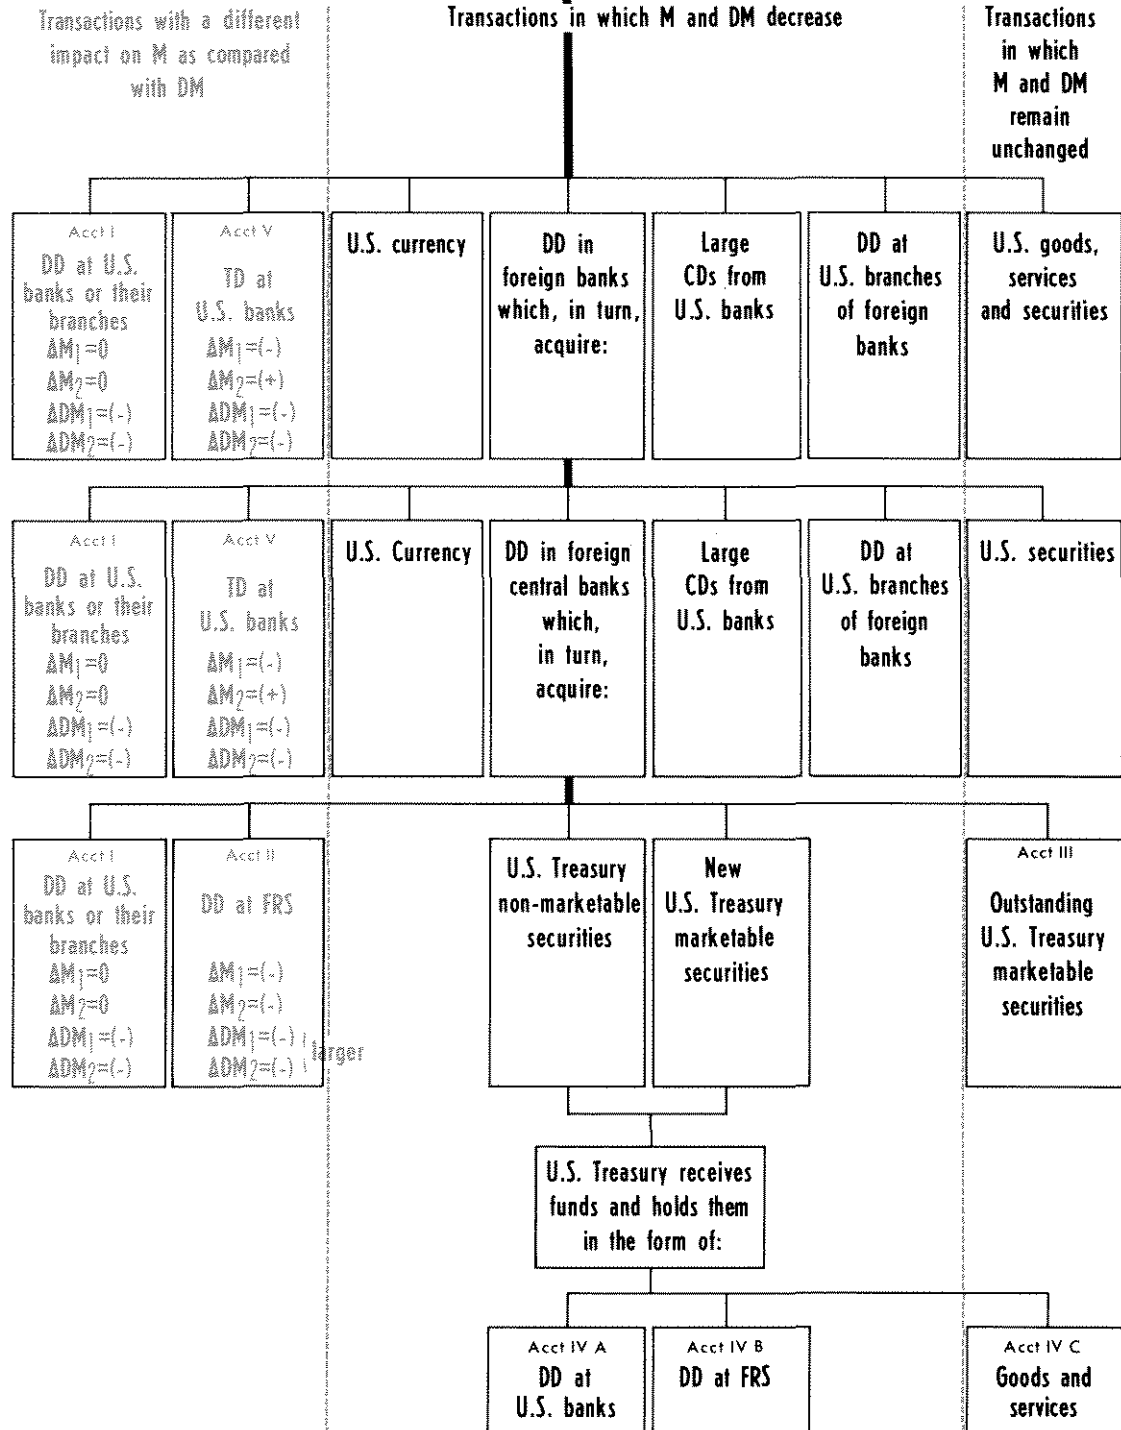 Transactions with a different
impact on M as compared
with DM
Transactions in which M and DM decrease
Transactions
in which
M and DM
remain
unchanged
Acct I
DD at U.S.
banks or their
branches
ΔM1=0
ΔM2=0
ΔDM1=(-)
ΔDM2=(-)
Acct V
TD at
U.S. banks
ΔM1=(-)
ΔM2=(+)
ΔDM1=(-)
ΔDM2=(-)
U.S. currency
DD in
foreign banks
which, in turn,
acquire:
Large
CDs from
U.S. banks
DD at
U.S. branches
of foreign
banks
U.S. goods,
services
and securities
Acct I
DD at U.S.
banks or their
branches
ΔM1=0
ΔM2=0
ΔDM1=(-)
ΔDM2=(-)
Acct V
TD at
U.S. banks
ΔM1=(-)
ΔM2=(+)
ΔDM1=(-)
ΔDM2=(-)
U.S. Currency
DD in foreign
central banks
which,
in turn,
acquire:
Large
CDs from
U.S. banks
DD at
U.S. branches
of foreign
banks
U.S. securities
Acct I
DD at U.S.
banks or their
branches
ΔM1=0
ΔM2=0
ΔDM1=(-)
ΔDM2=(-)
Acct II
DD at FRS
ΔM1=(-)
ΔM2=(-)
ΔDM1=(-)
ΔDM2=(-)
larger
U.S. Treasury
non-marketable
securities
New
U.S. Treasury
marketable
securities
Acct III
Outstanding
U.S. Treasury
marketable
securities
U.S. Treasury receives
funds and holds them
in the form of:
Acct IV A
DD at
U.S. banks
Acct IV B
DD at FRS
Acct IV C
Goods and
services